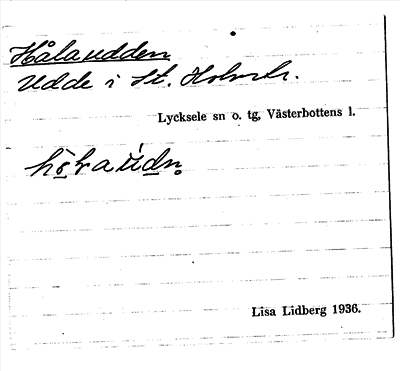 Hålaudden
Udde i St.
Lycksele sn o. tg, Västerbottens l.
Lisa Lidberg 1936.